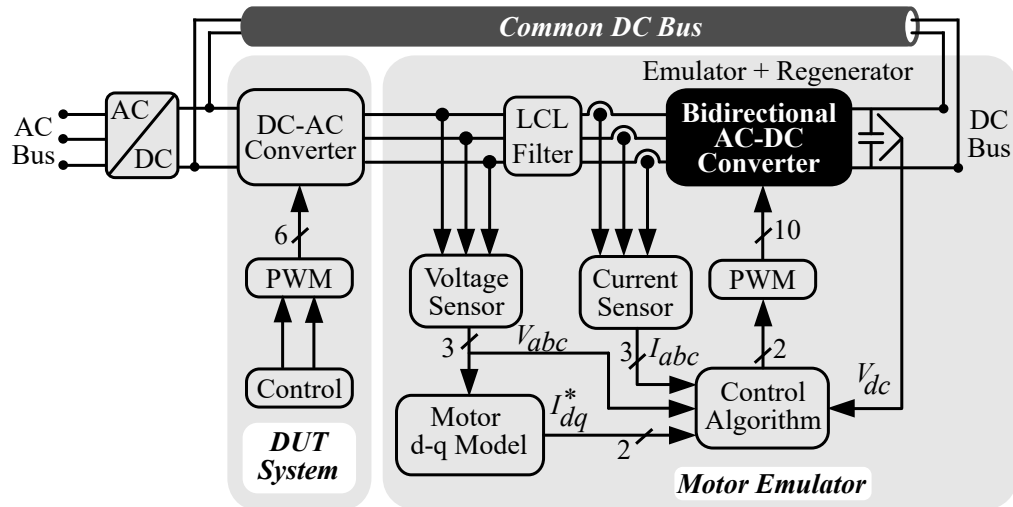 Common DC Bus
Emulator + Regenerator
AC
Bus
AC
DC
DC-AC
Converter
LCL
Filter
Bidirectional
AC-DC
Converter
DC
Bus
6
10
PWM
Voltage
Sensor
Current
Sensor
PWM
3
V_abc
3
I_abc
2
V_dc
Control
Motor
d-q Model
I*_dq
2
Control
Algorithm
DUT
System
Motor Emulator